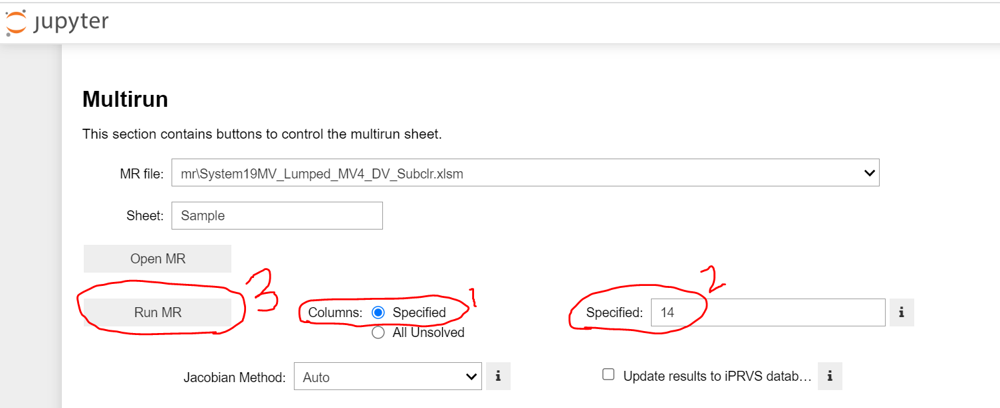 jupyter
Multirun
This section contains buttons to control the multirun sheet.
MR file: mr\System19MV_Lumped_MV4_DV_Subclr.xlsm
Sheet: Sample
Open MR
3
1
2
Run MR Columns: Specified Specified: 14 i
All Unsolved
Jacobian Method: Auto i Update results to iPRVS datab... i